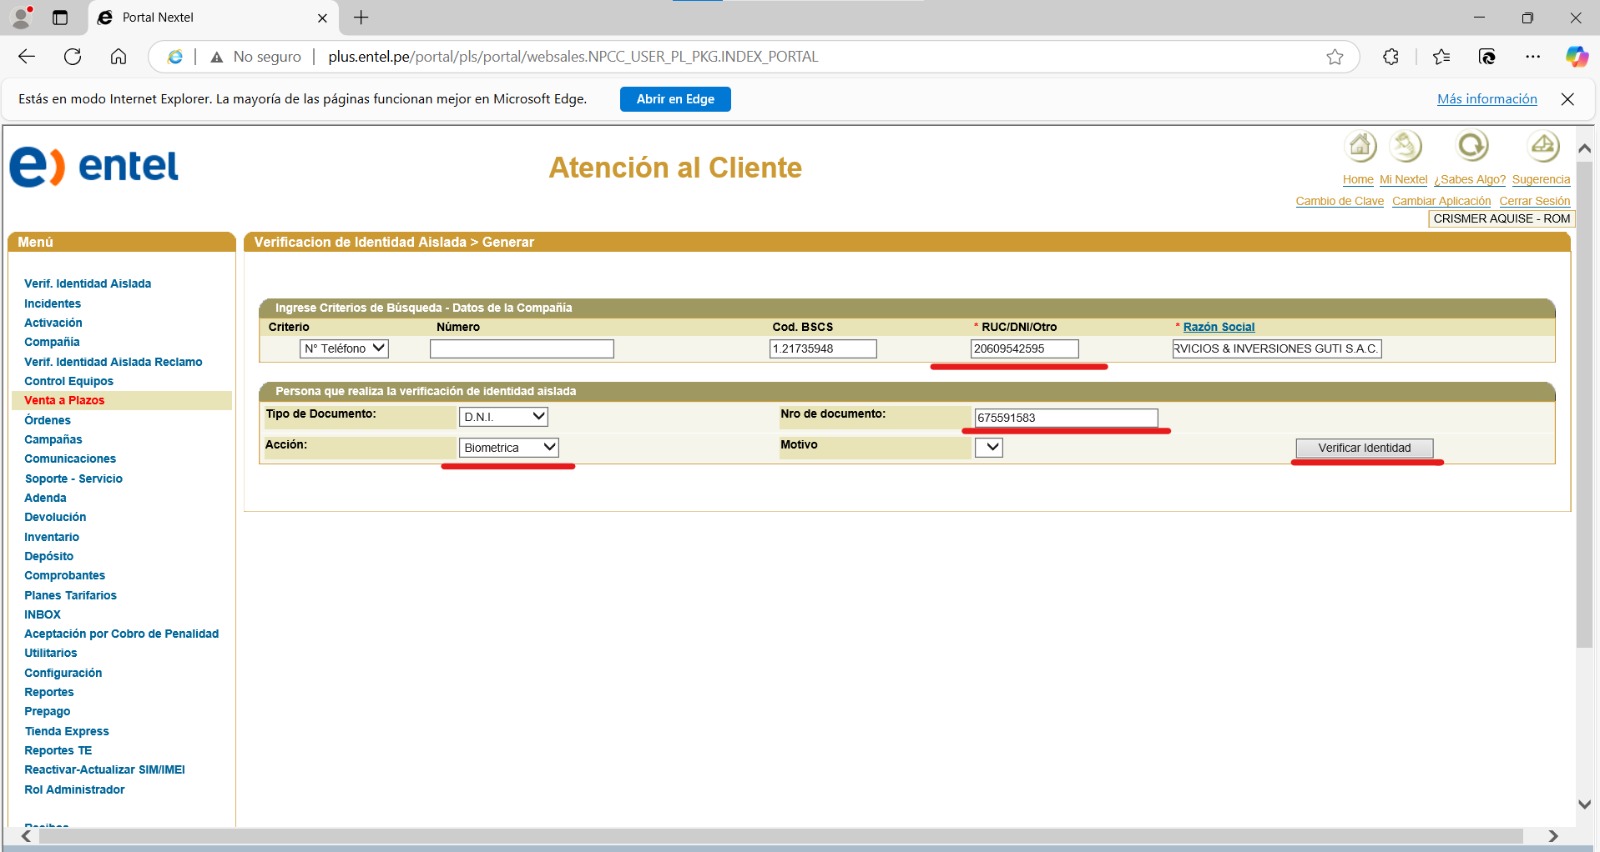 Portal Nextel
No seguro
plus.entel.pe/portal/pls/portal/websales.NPCC_USER_PL_PKG.INDEX_PORTAL
Estás en modo Internet Explorer. La mayoría de las páginas funcionan mejor en Microsoft Edge.
Abrir en Edge
Más información
entel
Atención al Cliente
Home Mi Nextel ¿Sabes Algo? Sugerencia
Cambio de Clave Cambiar Aplicación Cerrar Sesión
CRISMER AQUISE - ROM
Menú
Verif. Identidad Aislada
Incidentes
Activación
Compañía
Verif. Identidad Aislada Reclamo
Control Equipos
Venta a Plazos
Órdenes
Campañas
Comunicaciones
Soporte - Servicio
Adenda
Devolución
Inventario
Depósito
Comprobantes
Planes Tarifarios
INBOX
Aceptación por Cobro de Penalidad
Utilitarios
Configuración
Reportes
Prepago
Tienda Express
Reportes TE
Reactivar-Actualizar SIM/IMEI
Rol Administrador
Verificacion de Identidad Aislada > Generar
Ingrese Criterios de Búsqueda - Datos de la Compañía
Criterio Número Cod. BSCS * RUC/DNI/Otro * Razón Social
N° Teléfono 1.21735948 20609542595 RVICIOS & INVERSIONES GUTI S.A.C.
Persona que realiza la verificación de identidad aislada
Tipo de Documento: D.N.I. Nro de documento: 675591583
Acción: Biometrica Motivo Verificar Identidad